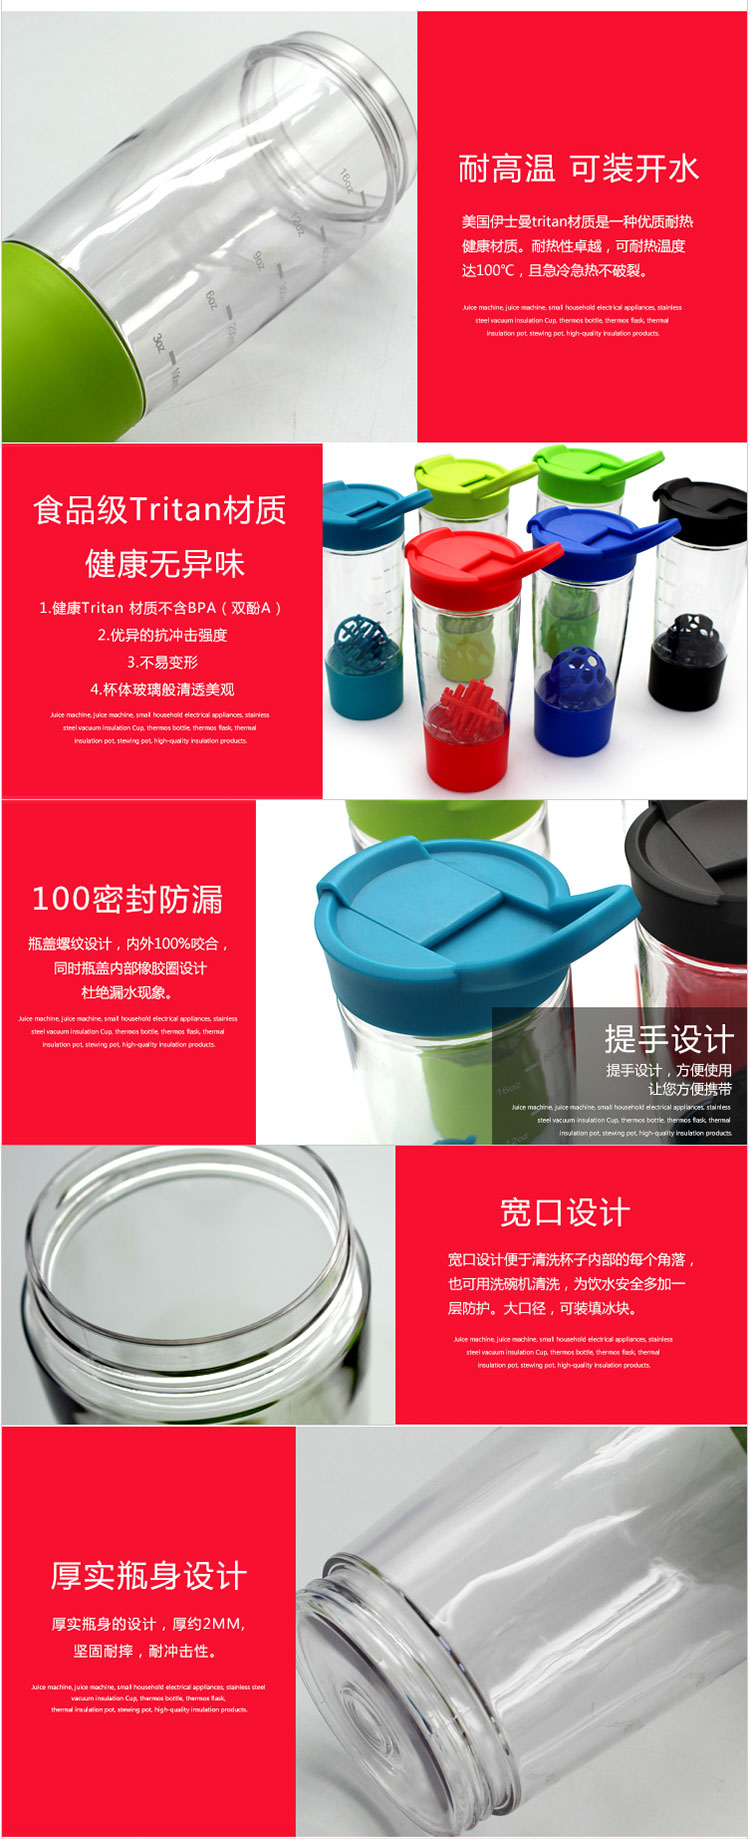 耐高温 可装开水
美国伊士曼tritan材质是一种优质耐热
健康材质。耐热性卓越，可耐热温度
达100℃，且急冷急热不破裂。
Juice machine, juice machine, small household electrical appliances, stainless
steel vacuum insulation Cup, thermos bottle, thermos flask, thermal
insulation pot, stewing pot, high-quality insulation products.
16oz
12oz
9oz
6oz
3oz
食品级Tritan材质
健康无异味
1.健康Tritan 材质不含BPA（双酚A）
2.优异的抗冲击强度
3.不易变形
4.杯体玻璃般清透美观
Juice machine, juice machine, small household electrical appliances, stainless
steel vacuum insulation Cup, thermos bottle, thermos flask, thermal
insulation pot, stewing pot, high-quality insulation products.
100密封防漏
瓶盖螺纹设计，内外100%咬合，
同时瓶盖内部橡胶圈设计
杜绝漏水现象。
Juice machine, juice machine, small household electrical appliances, stainless
steel vacuum insulation Cup, thermos bottle, thermos flask, thermal
insulation pot, stewing pot, high-quality insulation products.
16oz
12oz
提手设计
提手设计，方便使用
让您方便携带
Juice machine, juice machine, small household electrical appliances, stainless
steel vacuum insulation Cup, thermos bottle, thermos flask, thermal
insulation pot, stewing pot, high-quality insulation products.
宽口设计
宽口设计便于清洗杯子内部的每个角落，
也可用洗碗机清洗，为饮水安全多加一
层防护。大口径，可装填冰块。
Juice machine, juice machine, small household electrical appliances, stainless
steel vacuum insulation Cup, thermos bottle, thermos flask, thermal
insulation pot, stewing pot, high-quality insulation products.
厚实瓶身设计
厚实瓶身的设计，厚约2MM,
坚固耐摔，耐冲击性。
Juice machine, juice machine, small household electrical appliances, stainless steel
vacuum insulation Cup, thermos bottle, thermos flask,
thermal insulation pot, stewing pot, high-quality insulation products.